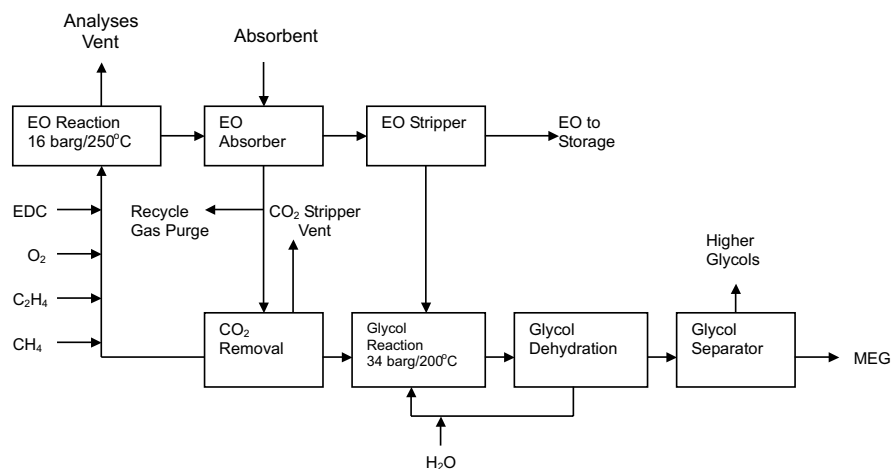 Analyses
Vent
Absorbent
EO Reaction
16 barg/250°C
EO
Absorber
EO Stripper
EO to
Storage
EDC
Recycle
Gas Purge
CO₂ Stripper
Vent
O₂
C₂H₄
CH₄
Higher
Glycols
CO₂
Removal
Glycol
Reaction
34 barg/200°C
Glycol
Dehydration
Glycol
Separator
MEG
H₂O